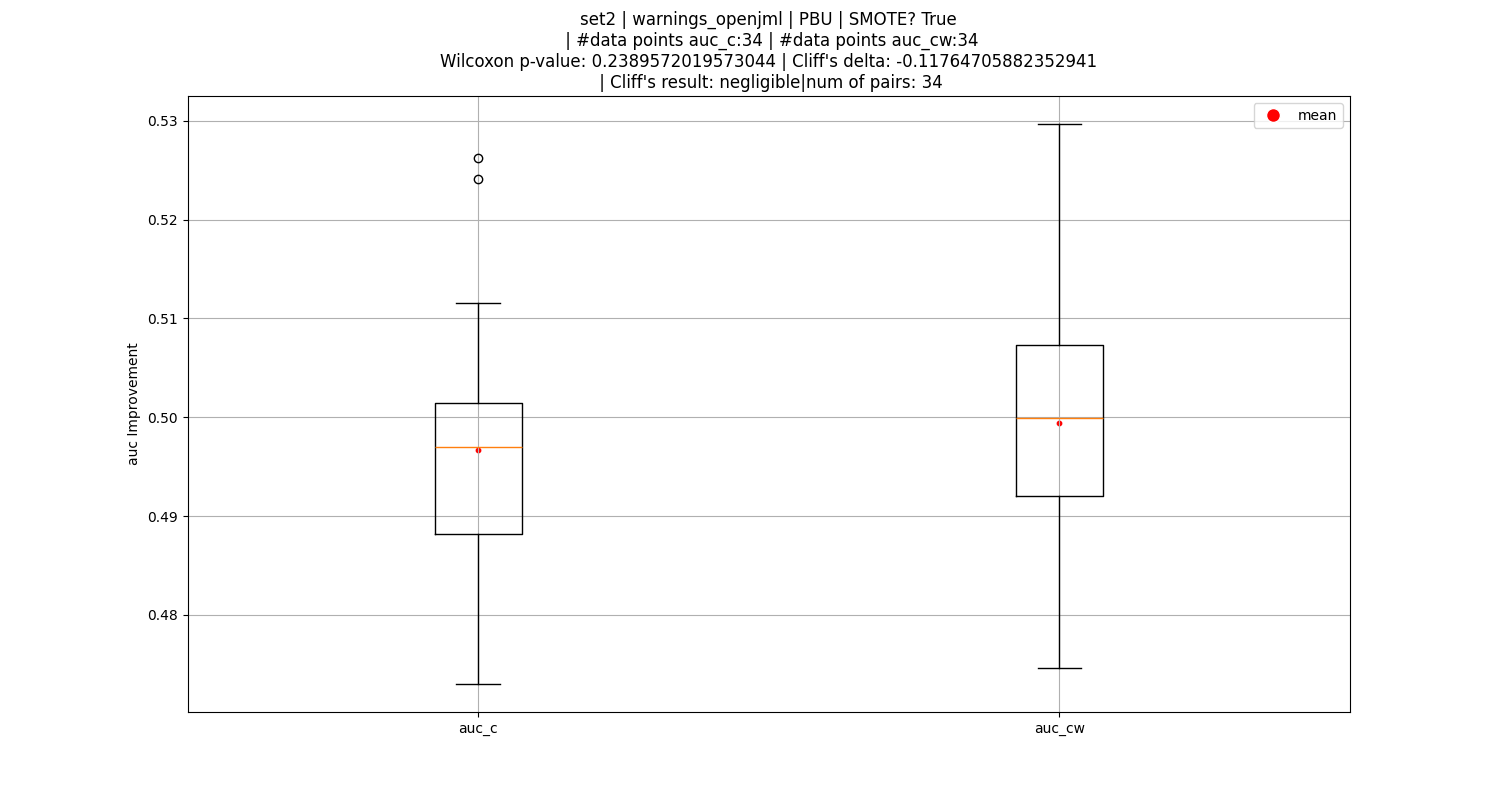 set2 | warnings_openjml | PBU | SMOTE? True
| #data points auc_c:34 | #data points auc_cw:34
Wilcoxon p-value: 0.2389572019573044 | Cliff's delta: -0.11764705882352941
| Cliff's result: negligible|num of pairs: 34
mean
0.53
0.52
0.51
0.50
0.49
0.48
auc Improvement
auc_c
auc_cw